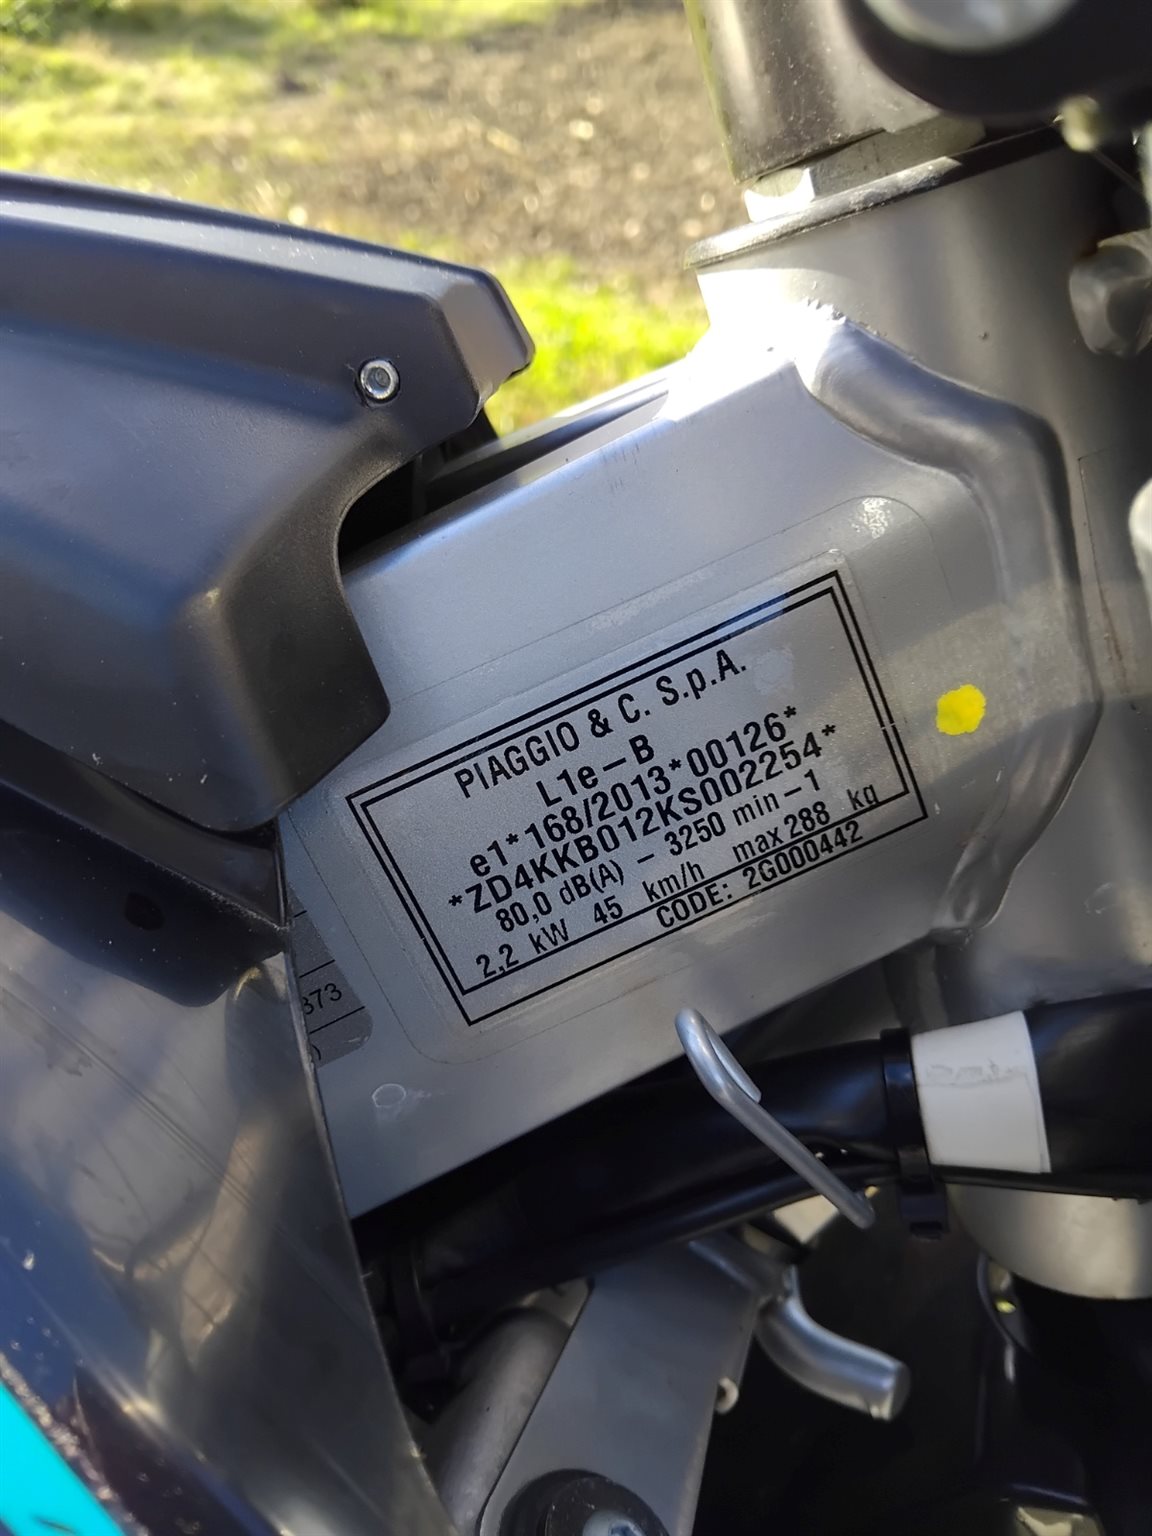 PIAGGIO & C. S.p.A.
L1e-B
e1*168/2013*00126*
*ZD4KKB012KS002254*
80,0 dB(A) - 3250 min-1
2,2 kW 45 km/h max 288 kg
CODE: 2G000442
373
)